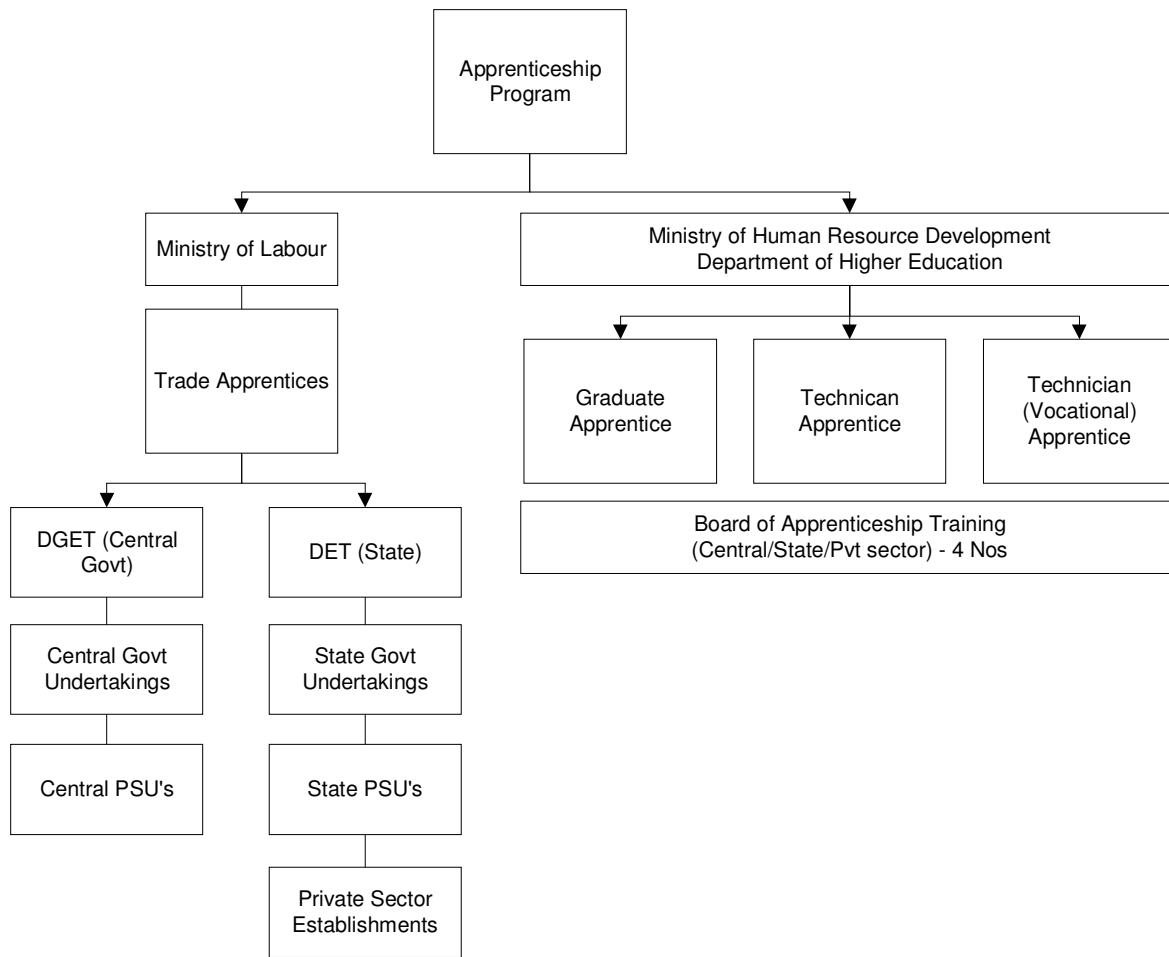 Apprenticeship
Program
Ministry of Labour
Ministry of Human Resource Development
Department of Higher Education
Trade Apprentices
Graduate
Apprentice
Technican
Apprentice
Technician
(Vocational)
Apprentice
DGET (Central
Govt)
DET (State)
Board of Apprenticeship Training
(Central/State/Pvt sector) - 4 Nos
Central Govt
Undertakings
State Govt
Undertakings
Central PSU's
State PSU's
Private Sector
Establishments